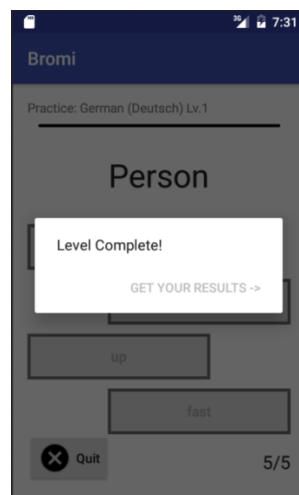 3G 7:31
Bromi
Practice: German (Deutsch) Lv.1
Person
Level Complete!
GET YOUR RESULTS ->
up
fast
Quit
5/5